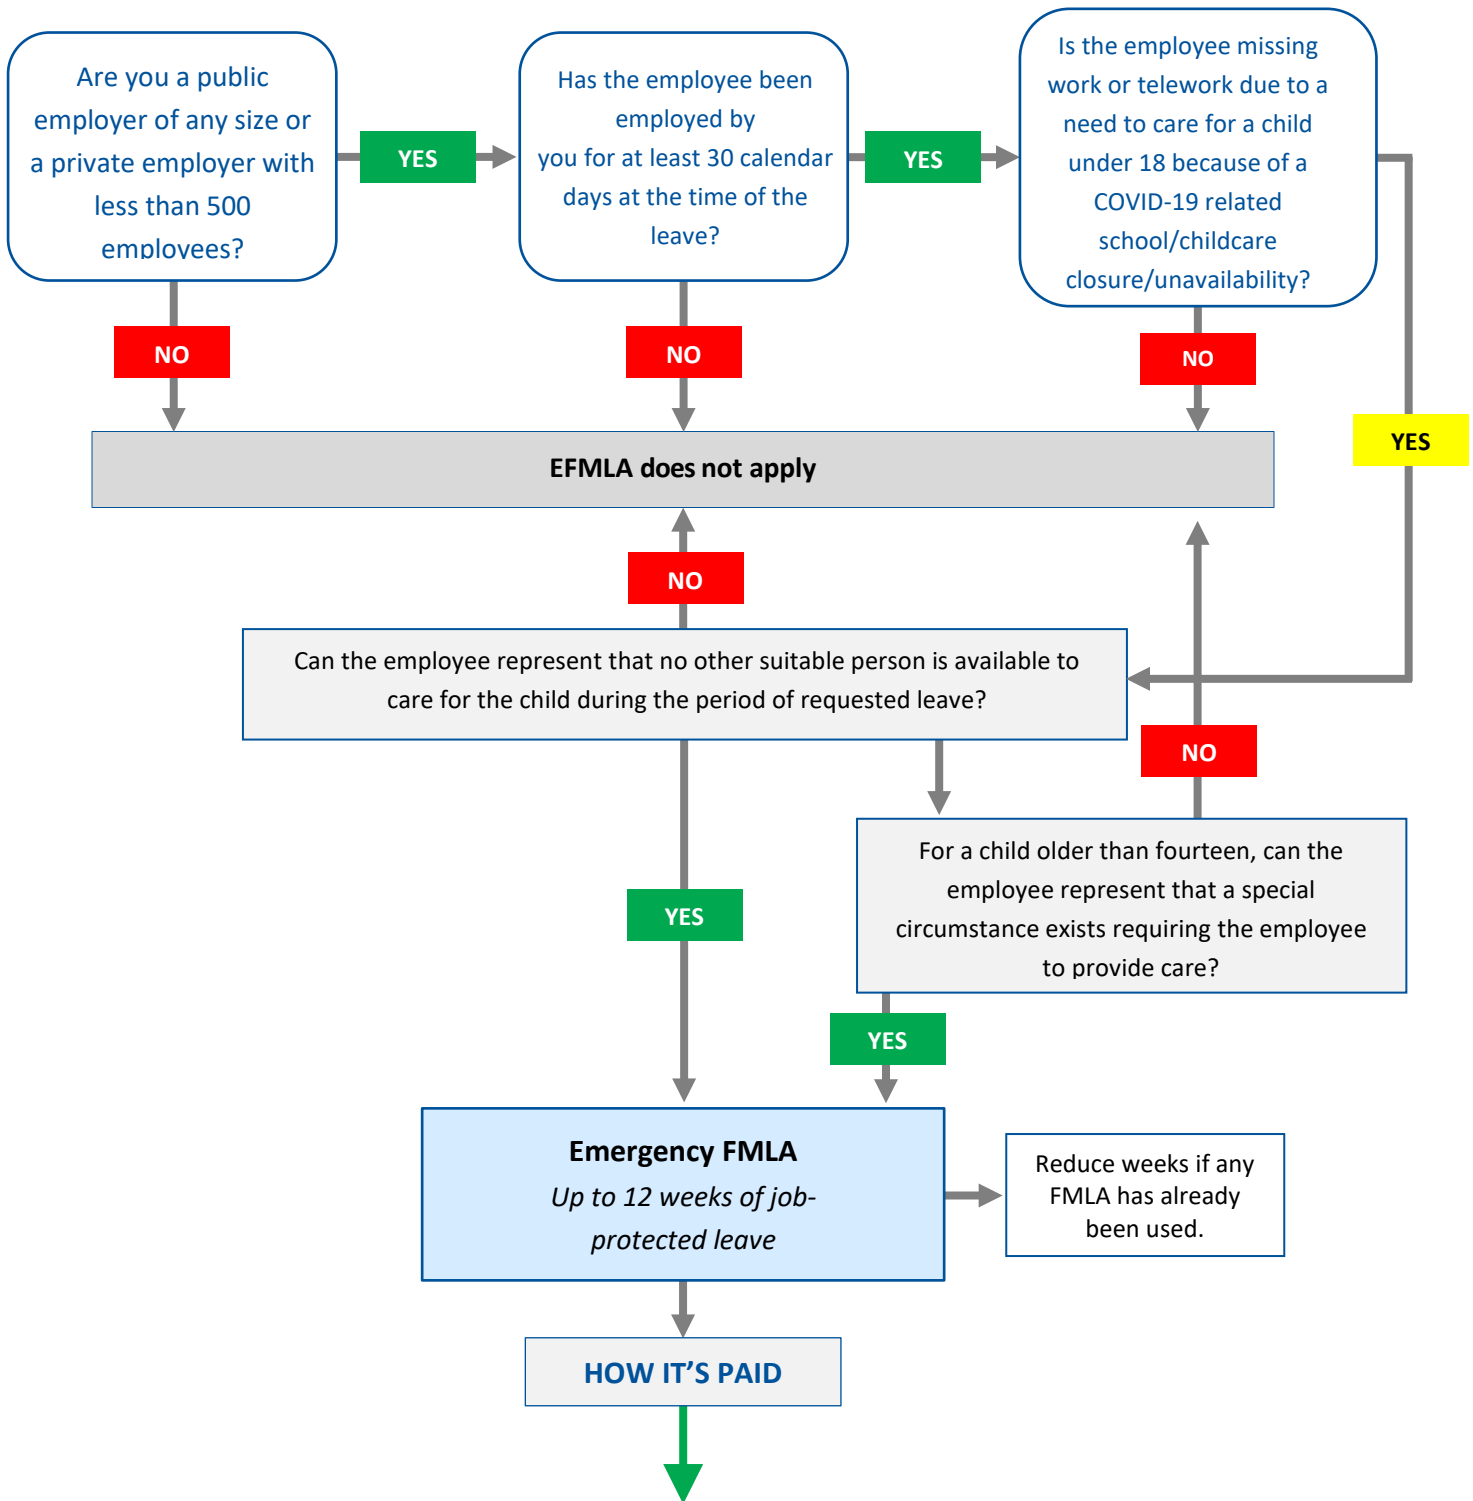 Are you a public
employer of any size or
a private employer with
less than 500
employees?
YES
Has the employee been
employed by
you for at least 30 calendar
days at the time of the
leave?
YES
Is the employee missing
work or telework due to a
need to care for a child
under 18 because of a
COVID-19 related
school/childcare
closure/unavailability?
NO
NO
NO
YES
EFMLA does not apply
NO
Can the employee represent that no other suitable person is available to
care for the child during the period of requested leave?
NO
For a child older than fourteen, can the
employee represent that a special
circumstance exists requiring the employee
to provide care?
YES
YES
Emergency FMLA
Up to 12 weeks of job-
protected leave
Reduce weeks if any
FMLA has already
been used.
HOW IT’S PAID